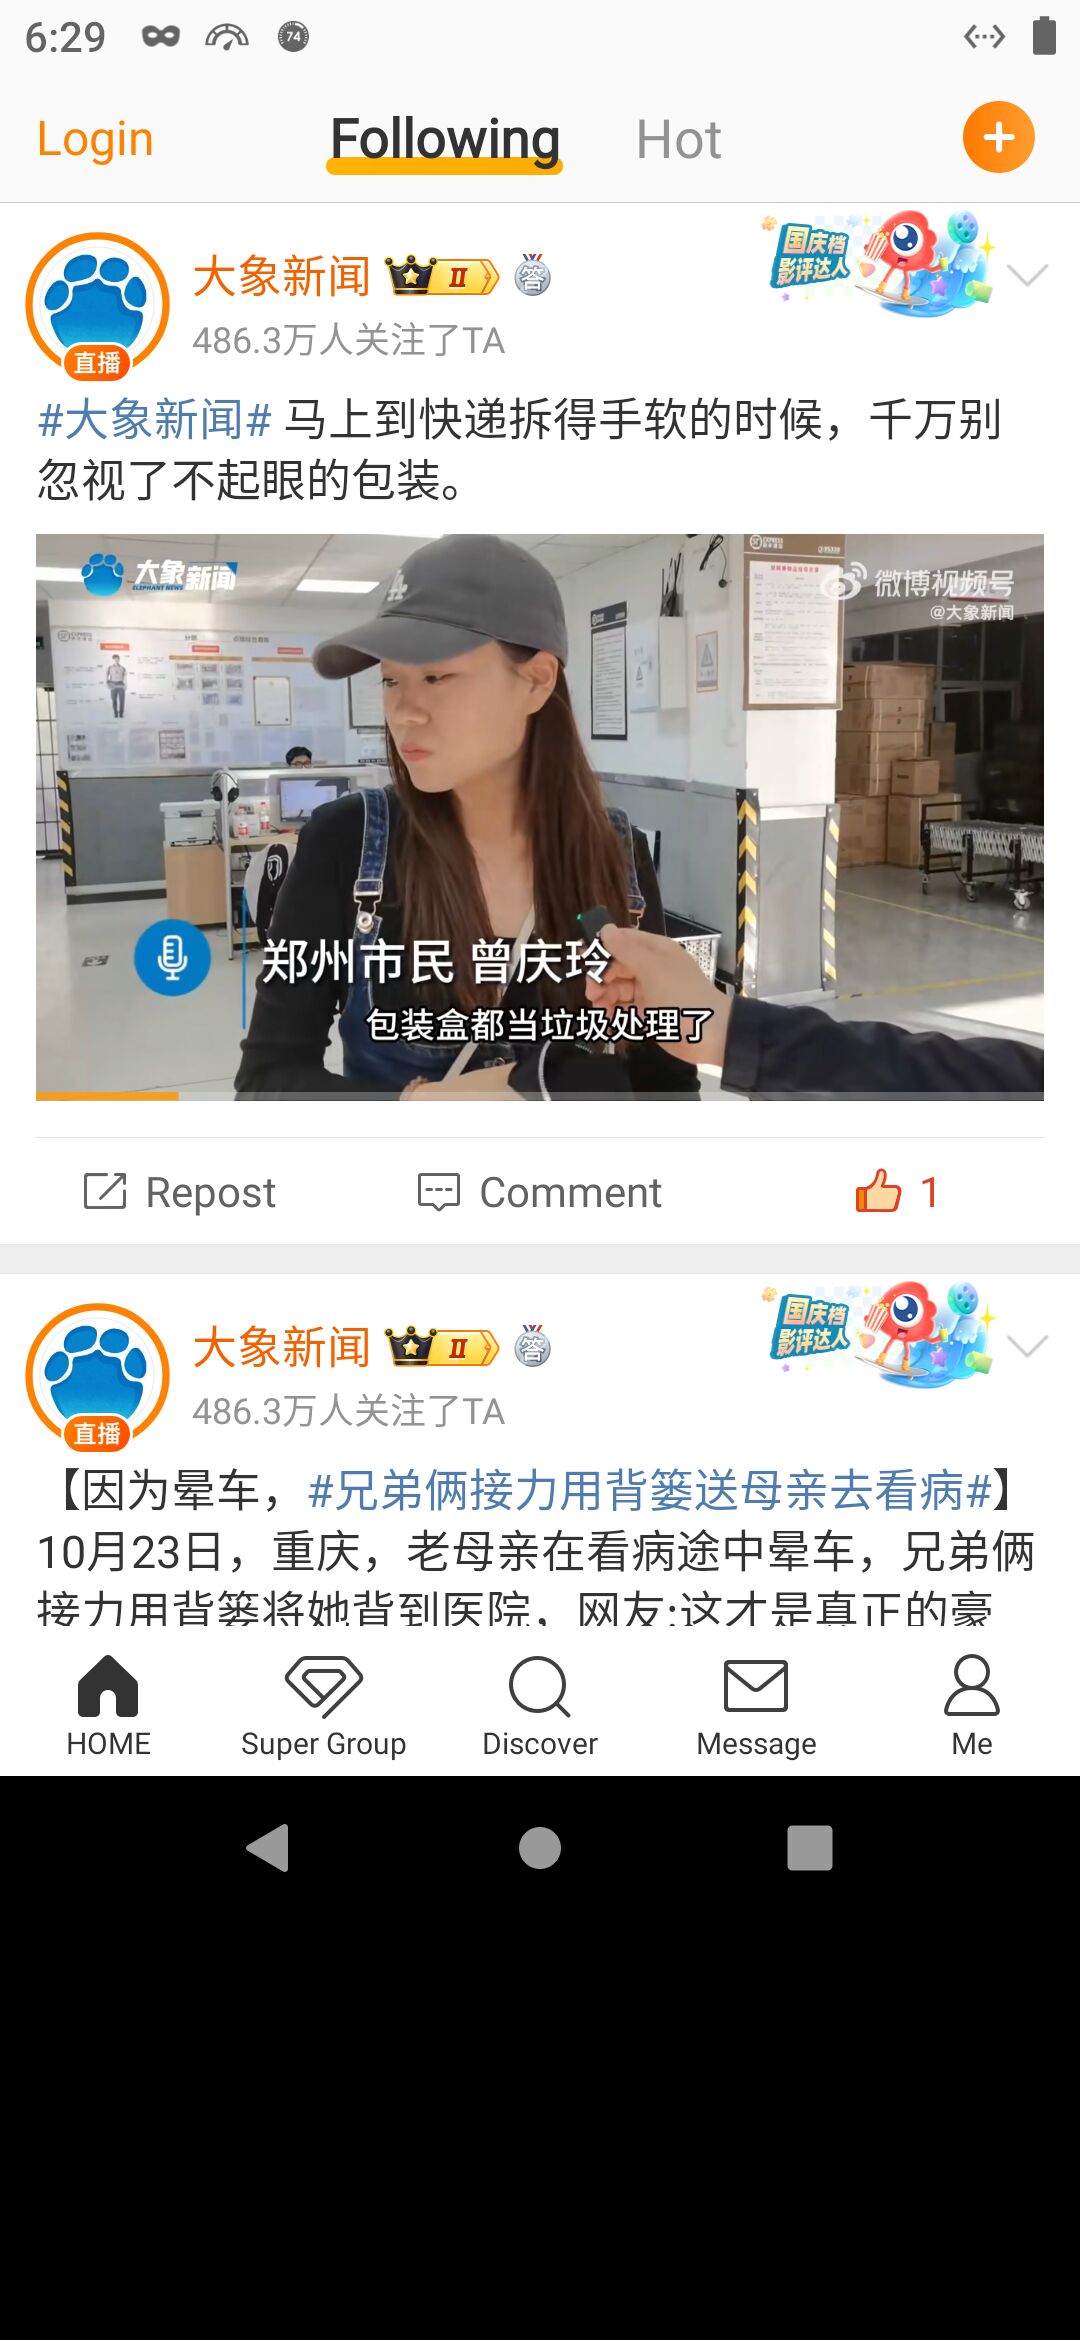 6:29
74
Login
Following
Hot
大象新闻
II
答
国庆档
影评达人
486.3万人关注了TA
直播
#大象新闻# 马上到快递拆得手软的时候，千万别
忽视了不起眼的包装。
大象新闻
ELEPHANT NEWS
微博视频号
@大象新闻
郑州市民 曾庆玲
包装盒都当垃圾处理了
Repost
Comment
1
大象新闻
II
答
国庆档
影评达人
486.3万人关注了TA
直播
【因为晕车，#兄弟俩接力用背篓送母亲去看病#】
10月23日，重庆，老母亲在看病途中晕车，兄弟俩
接力用背篓将她背到医院，网友:这才是真正的豪
HOME
Super Group
Discover
Message
Me